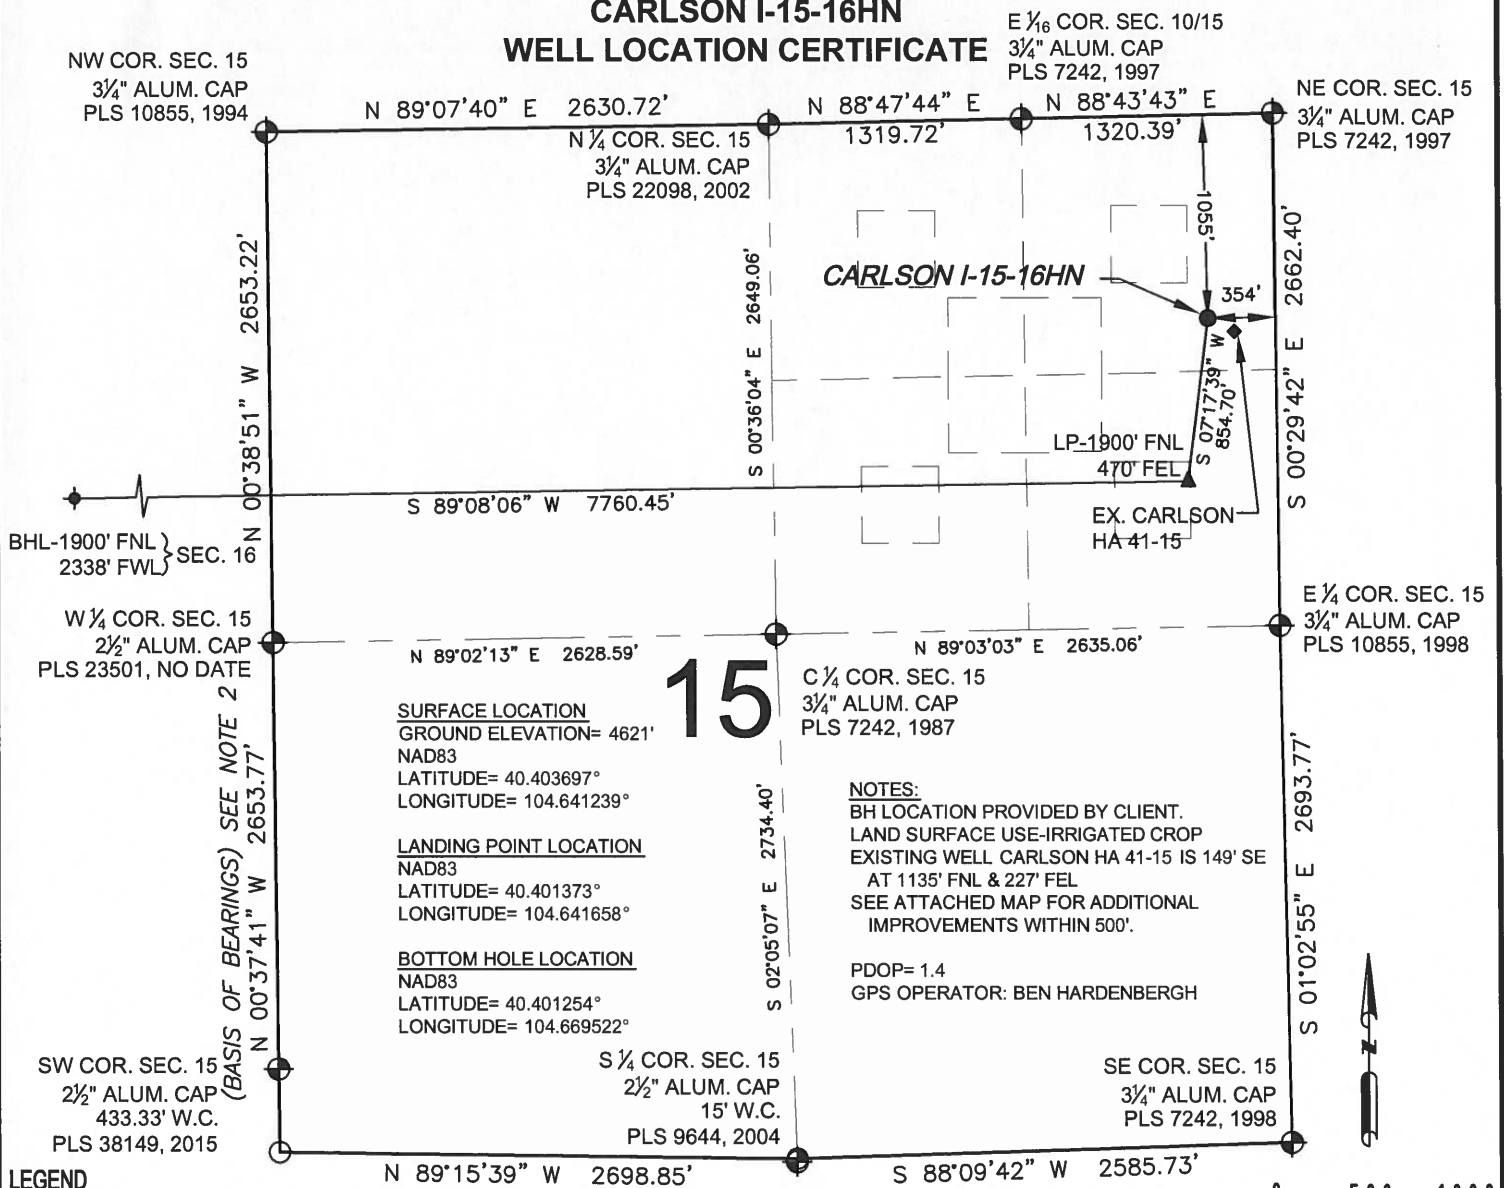 CARLSON I-15-16HN
WELL LOCATION CERTIFICATE
E 1/16 COR. SEC. 10/15
3¼" ALUM. CAP
PLS 7242, 1997
NW COR. SEC. 15
3¼" ALUM. CAP
PLS 10855, 1994
N 89°07'40" E 2630.72'
N 88°47'44" E
1319.72'
N 88°43'43" E
1320.39'
NE COR. SEC. 15
3¼" ALUM. CAP
PLS 7242, 1997
N ¼ COR. SEC. 15
3¼" ALUM. CAP
PLS 22098, 2002
1055'
N 00°38'51" W 2653.22'
S 00°36'04" E 2649.06'
S 00°29'42" E 2662.40'
CARLSON I-15-16HN
354'
S 07°17'39" W
854.70'
LP-1900' FNL
470' FEL
S 89°08'06" W 7760.45'
EX. CARLSON
HA 41-15
BHL-1900' FNL
2338' FWL
SEC. 16
W ¼ COR. SEC. 15
2½" ALUM. CAP
PLS 23501, NO DATE
E ¼ COR. SEC. 15
3¼" ALUM. CAP
PLS 10855, 1998
N 89°02'13" E 2628.59'
N 89°03'03" E 2635.06'
15
C ¼ COR. SEC. 15
3¼" ALUM. CAP
PLS 7242, 1987
(BASIS OF BEARINGS) SEE NOTE 2
N 00°37'41" W 2653.77'
SURFACE LOCATION
GROUND ELEVATION= 4621'
NAD83
LATITUDE= 40.403697°
LONGITUDE= 104.641239°
LANDING POINT LOCATION
NAD83
LATITUDE= 40.401373°
LONGITUDE= 104.641658°
BOTTOM HOLE LOCATION
NAD83
LATITUDE= 40.401254°
LONGITUDE= 104.669522°
S 02°05'07" E 2734.40'
NOTES:
BH LOCATION PROVIDED BY CLIENT.
LAND SURFACE USE-IRRIGATED CROP
EXISTING WELL CARLSON HA 41-15 IS 149' SE
AT 1135' FNL & 227' FEL
SEE ATTACHED MAP FOR ADDITIONAL
IMPROVEMENTS WITHIN 500'.
PDOP= 1.4
GPS OPERATOR: BEN HARDENBERGH
S 01°02'55" E 2693.77'
N
SW COR. SEC. 15
2½" ALUM. CAP
433.33' W.C.
PLS 38149, 2015
S ¼ COR. SEC. 15
2½" ALUM. CAP
15' W.C.
PLS 9644, 2004
SE COR. SEC. 15
3¼" ALUM. CAP
PLS 7242, 1998
N 89°15'39" W 2698.85'
S 88°09'42" W 2585.73'
LEGEND